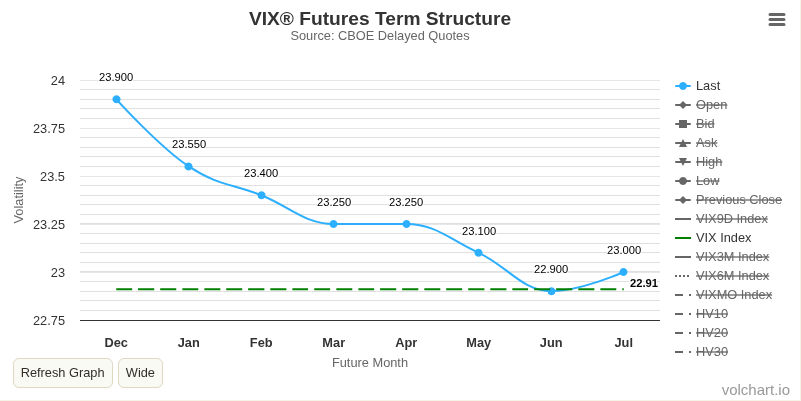 VIX® Futures Term Structure
Source: CBOE Delayed Quotes
Volatility
24
23.75
23.5
23.25
23
22.75
23.900
23.550
23.400
23.250
23.250
23.100
22.900
23.000
22.91
Dec Jan Feb Mar Apr May Jun Jul
Future Month
Last
Open
Bid
Ask
High
Low
Previous Close
VIX9D Index
VIX Index
VIX3M Index
VIX6M Index
VIXMO Index
HV10
HV20
HV30
Refresh Graph Wide
volchart.io